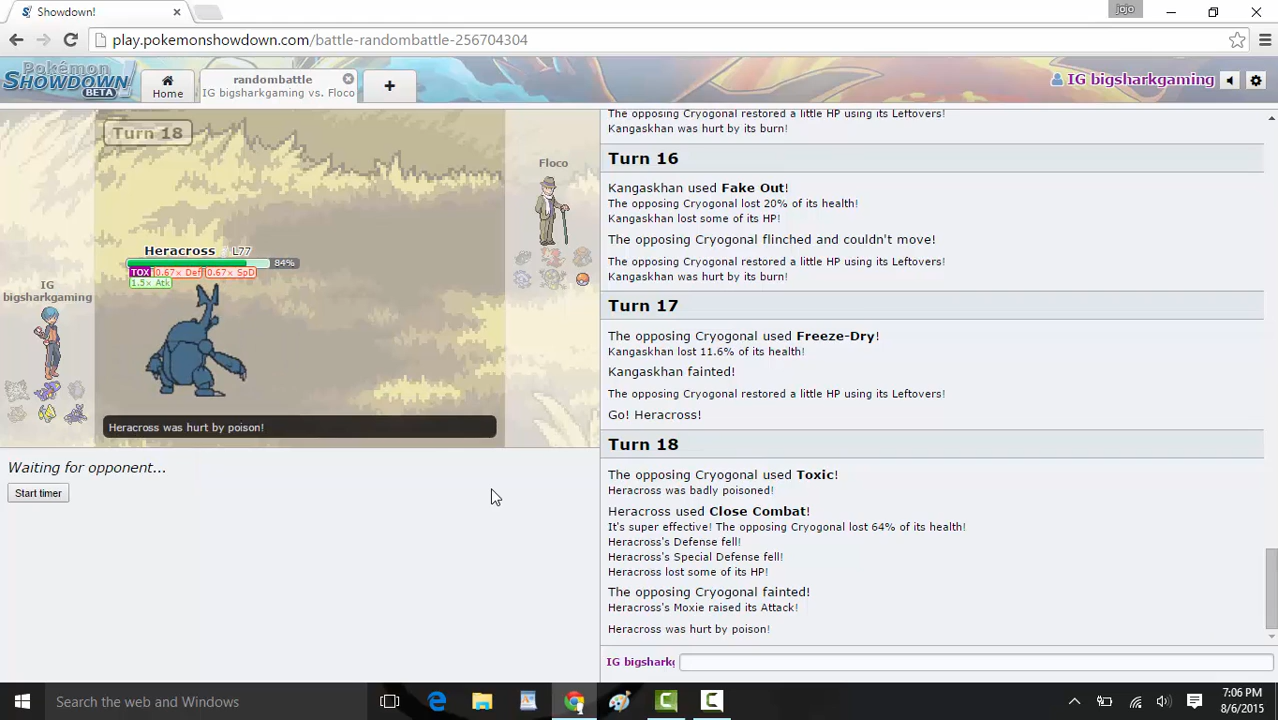 Showdown!
jojo
play.pokemonshowdown.com/battle-randombattle-256704304
Pokémon
SHOWDOWN
BETA
Home
randombattle
IG bigsharkgaming vs. Floco
+
IG bigsharkgaming
Turn 18
Floco
Heracross L77
84%
TOX 0.67× Def 0.67× SpD
1.5× Atk
IG
bigsharkgaming
Heracross was hurt by poison!
Waiting for opponent...
Start timer
The opposing Cryogonal restored a little HP using its Leftovers!
Kangaskhan was hurt by its burn!
Turn 16
Kangaskhan used Fake Out!
The opposing Cryogonal lost 20% of its health!
Kangaskhan lost some of its HP!
The opposing Cryogonal flinched and couldn't move!
The opposing Cryogonal restored a little HP using its Leftovers!
Kangaskhan was hurt by its burn!
Turn 17
The opposing Cryogonal used Freeze-Dry!
Kangaskhan lost 11.6% of its health!
Kangaskhan fainted!
The opposing Cryogonal restored a little HP using its Leftovers!
Go! Heracross!
Turn 18
The opposing Cryogonal used Toxic!
Heracross was badly poisoned!
Heracross used Close Combat!
It's super effective! The opposing Cryogonal lost 64% of its health!
Heracross's Defense fell!
Heracross's Special Defense fell!
Heracross lost some of its HP!
The opposing Cryogonal fainted!
Heracross's Moxie raised its Attack!
Heracross was hurt by poison!
IG bigshark
Search the web and Windows
7:06 PM
8/6/2015